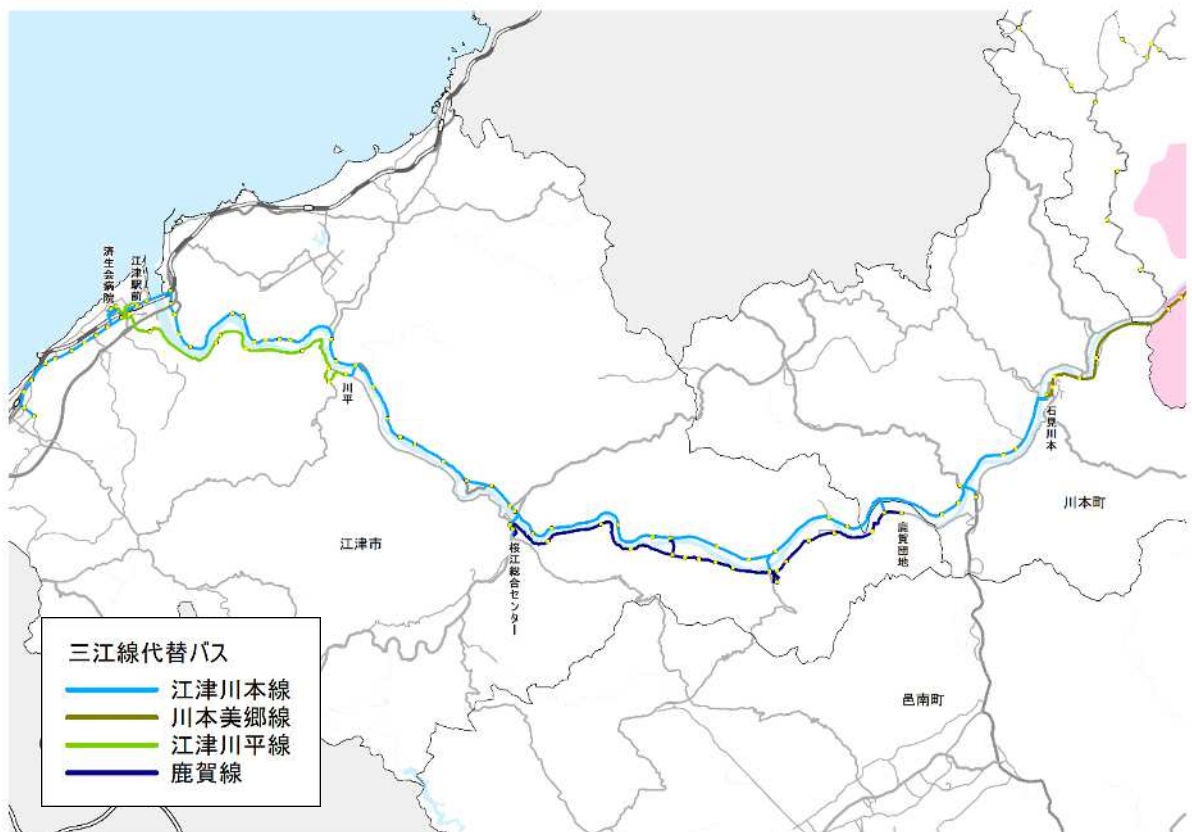 済生会病院
江津駅前
川平
石見川本
川本町
鹿賀団地
江津市
桜江総合センター
邑南町
三江線代替バス
江津川本線
川本美郷線
江津川平線
鹿賀線